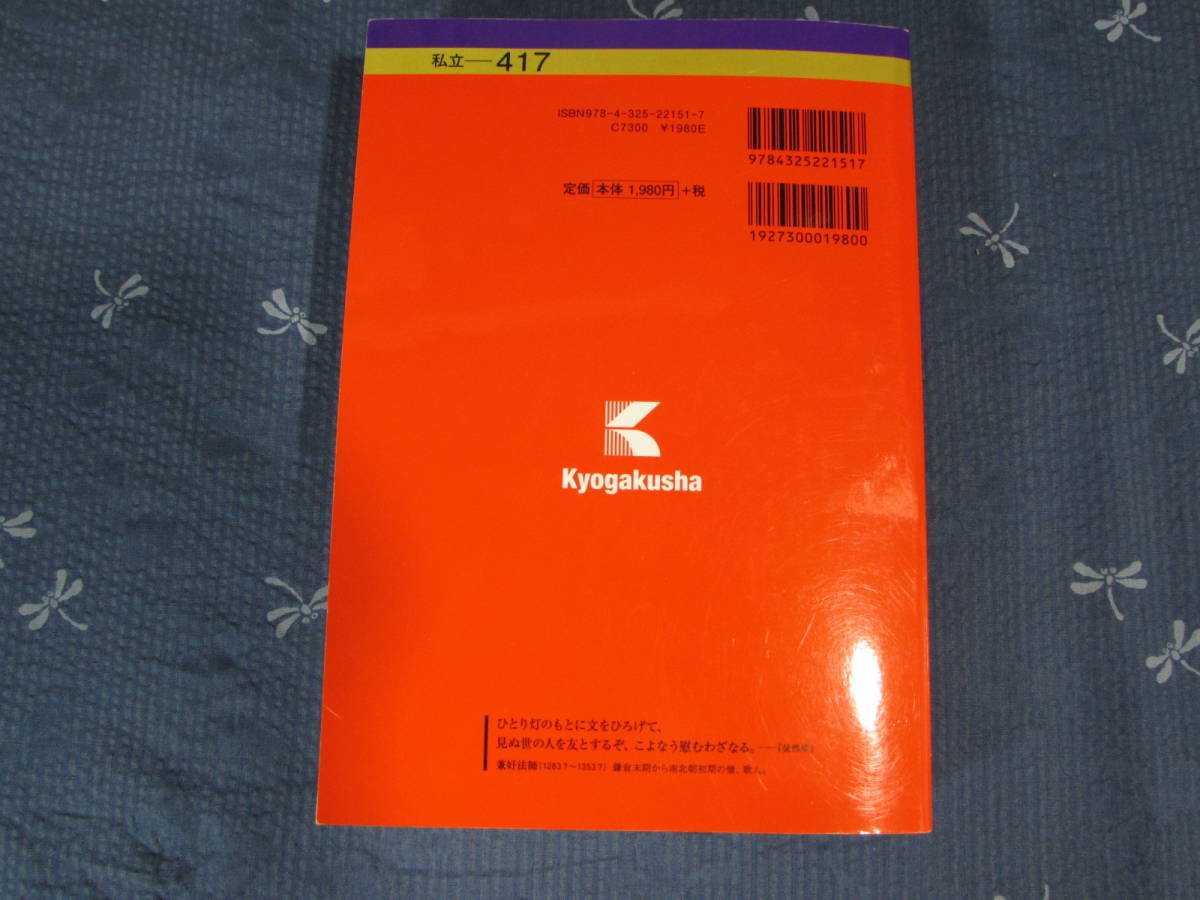 私立──417
ISBN978-4-325-22151-7
C7300 ¥1980E
9784325221517
定価 本体 1,980円 +税
1927300019800
Kyogakusha
ひとり灯のもとに文をひろげて、
見ぬ世の人を友とするぞ、こよなう慰むわざなる。──『徒然草』
兼好法師(1283?〜1353?) 鎌倉末期から南北朝初期の僧、歌人。